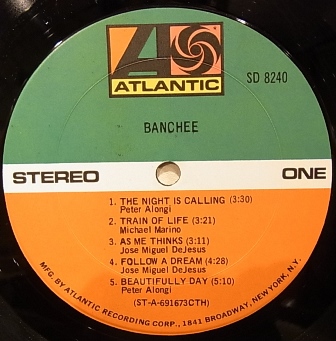 ATLANTIC
SD 8240
BANCHEE
STEREO ONE
1. THE NIGHT IS CALLING (3:30)
Peter Alongi
2. TRAIN OF LIFE (3:21)
Michael Marino
3. AS ME THINKS (3:11)
Jose Miguel DeJesus
4. FOLLOW A DREAM (4:28)
Jose Miguel DeJesus
5. BEAUTIFULLY DAY (5:10)
Peter Alongi
(ST-A-691673CTH)
MFG. BY ATLANTIC RECORDING CORP., 1841 BROADWAY, NEW YORK, N.Y.